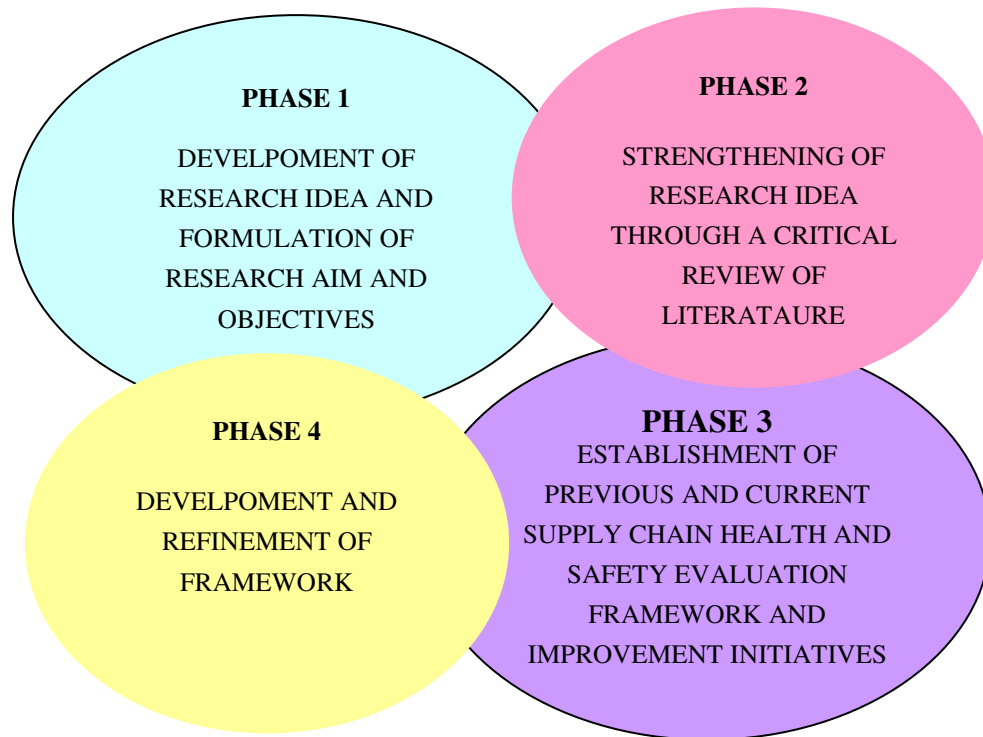 PHASE 1
DEVELPOMENT OF
RESEARCH IDEA AND
FORMULATION OF
RESEARCH AIM AND
OBJECTIVES
PHASE 2
STRENGTHENING OF
RESEARCH IDEA
THROUGH A CRITICAL
REVIEW OF
LITERATAURE
PHASE 3
ESTABLISHMENT OF
PREVIOUS AND CURRENT
SUPPLY CHAIN HEALTH AND
SAFETY EVALUATION
FRAMEWORK AND
IMPROVEMENT INITIATIVES
PHASE 4
DEVELPOMENT AND
REFINEMENT OF
FRAMEWORK